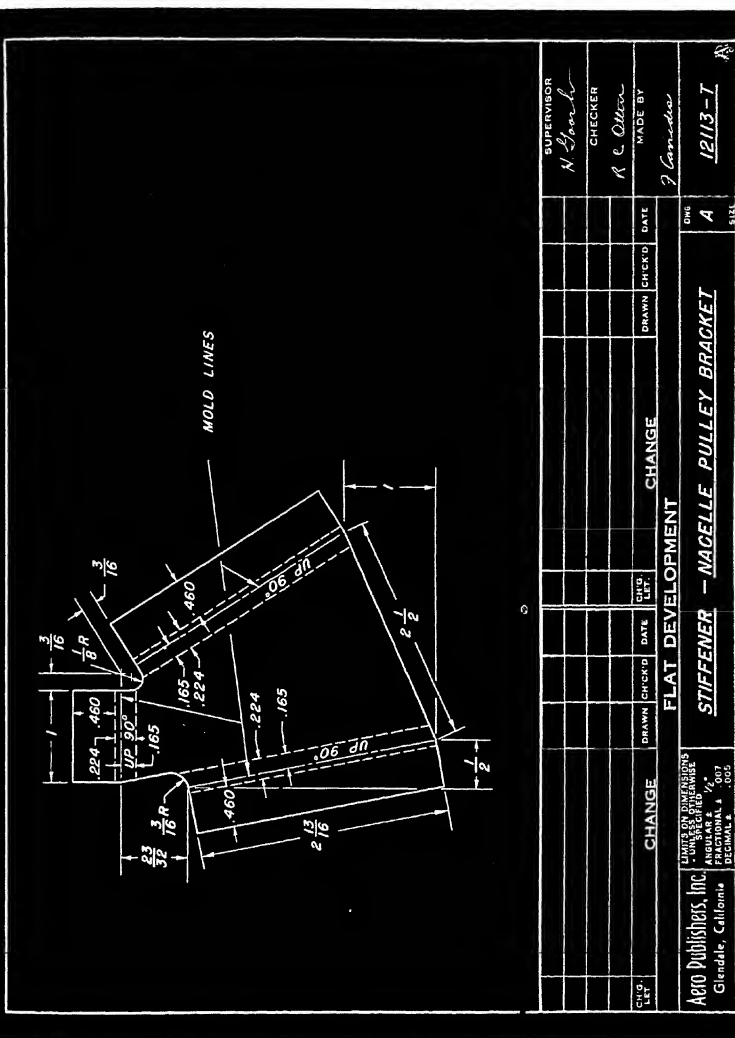 MOLD LINES
3/16
3/16
1/8 R
1
.460
.224
UP 90°
.165
.460
UP 90°
.165
.224
1
2 1/2
.224
.165
UP 90°
.460
3/16 R
23/32
2 13/16
1/2
SUPERVISOR
CHECKER
R C
MADE BY
CH'G. LET
CHANGE
DRAWN
CH'CK'D
DATE
CH'G. LET.
CHANGE
DRAWN
CH'CK'D
DATE
FLAT DEVELOPMENT
Aero Publishers, Inc.
Glendale, California
LIMITS ON DIMENSIONS
UNLESS OTHERWISE
SPECIFIED
ANGULAR ± 1/2°
FRACTIONAL ± .007
DECIMAL ± .005
STIFFENER - NACELLE PULLEY BRACKET
DWG
A
SIZE
12113-T